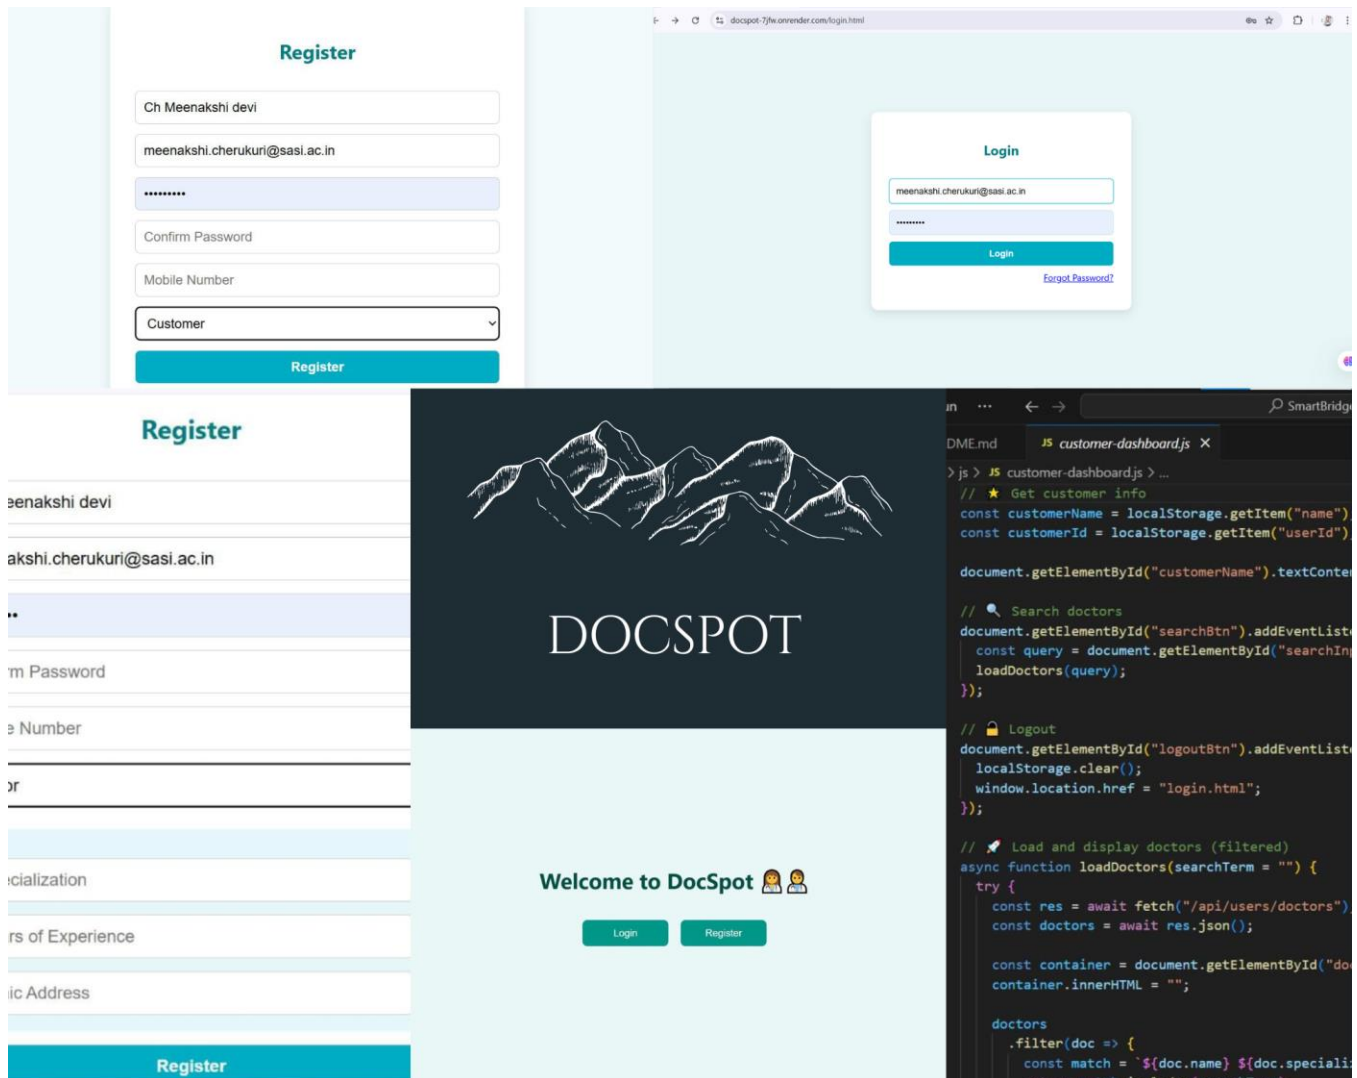 Register
Ch Meenakshi devi
meenakshi.cherukuri@sasi.ac.in
•••••••••
Confirm Password
Mobile Number
Customer
Register
docspot-7jfw.onrender.com/login.html
Login
meenakshi.cherukuri@sasi.ac.in
•••••••••
Login
Forgot Password?
Register
eenakshi devi
akshi.cherukuri@sasi.ac.in
••
rm Password
e Number
or
ecialization
rs of Experience
ic Address
Register
DOCSPOT
Welcome to DocSpot 👩‍⚕️👨‍⚕️
Login
Register
un ··· ← → SmartBridge
DME.md JS customer-dashboard.js ×
> js > JS customer-dashboard.js > ...
// ⭐ Get customer info
const customerName = localStorage.getItem("name")
const customerId = localStorage.getItem("userId")
document.getElementById("customerName").textConte
// 🔍 Search doctors
document.getElementById("searchBtn").addEventListe
const query = document.getElementById("searchInp
loadDoctors(query);
});
// 🔓 Logout
document.getElementById("logoutBtn").addEventListe
localStorage.clear();
window.location.href = "login.html";
});
// 🚀 Load and display doctors (filtered)
async function loadDoctors(searchTerm = "") {
try {
const res = await fetch("/api/users/doctors")
const doctors = await res.json();
const container = document.getElementById("do
container.innerHTML = "";
doctors
.filter(doc => {
const match = `${doc.name} ${doc.speciali